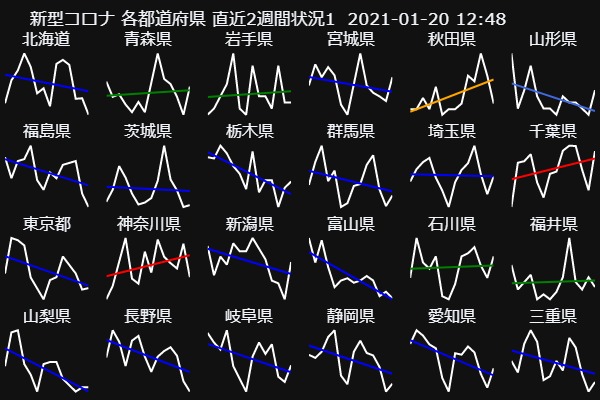 新型コロナ 各都道府県 直近2週間状況1 2021-01-20 12:48
北海道 青森県 岩手県 宮城県 秋田県 山形県
福島県 茨城県 栃木県 群馬県 埼玉県 千葉県
東京都 神奈川県 新潟県 富山県 石川県 福井県
山梨県 長野県 岐阜県 静岡県 愛知県 三重県